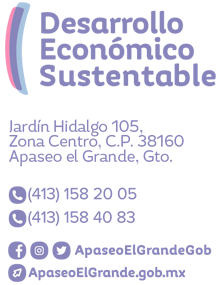 Desarrollo
Económico
Sustentable
Jardín Hidalgo 105,
Zona Centro, C.P. 38160
Apaseo el Grande, Gto.
(413) 158 20 05
(413) 158 40 83
ApaseoElGrandeGob
ApaseoElGrande.gob.mx